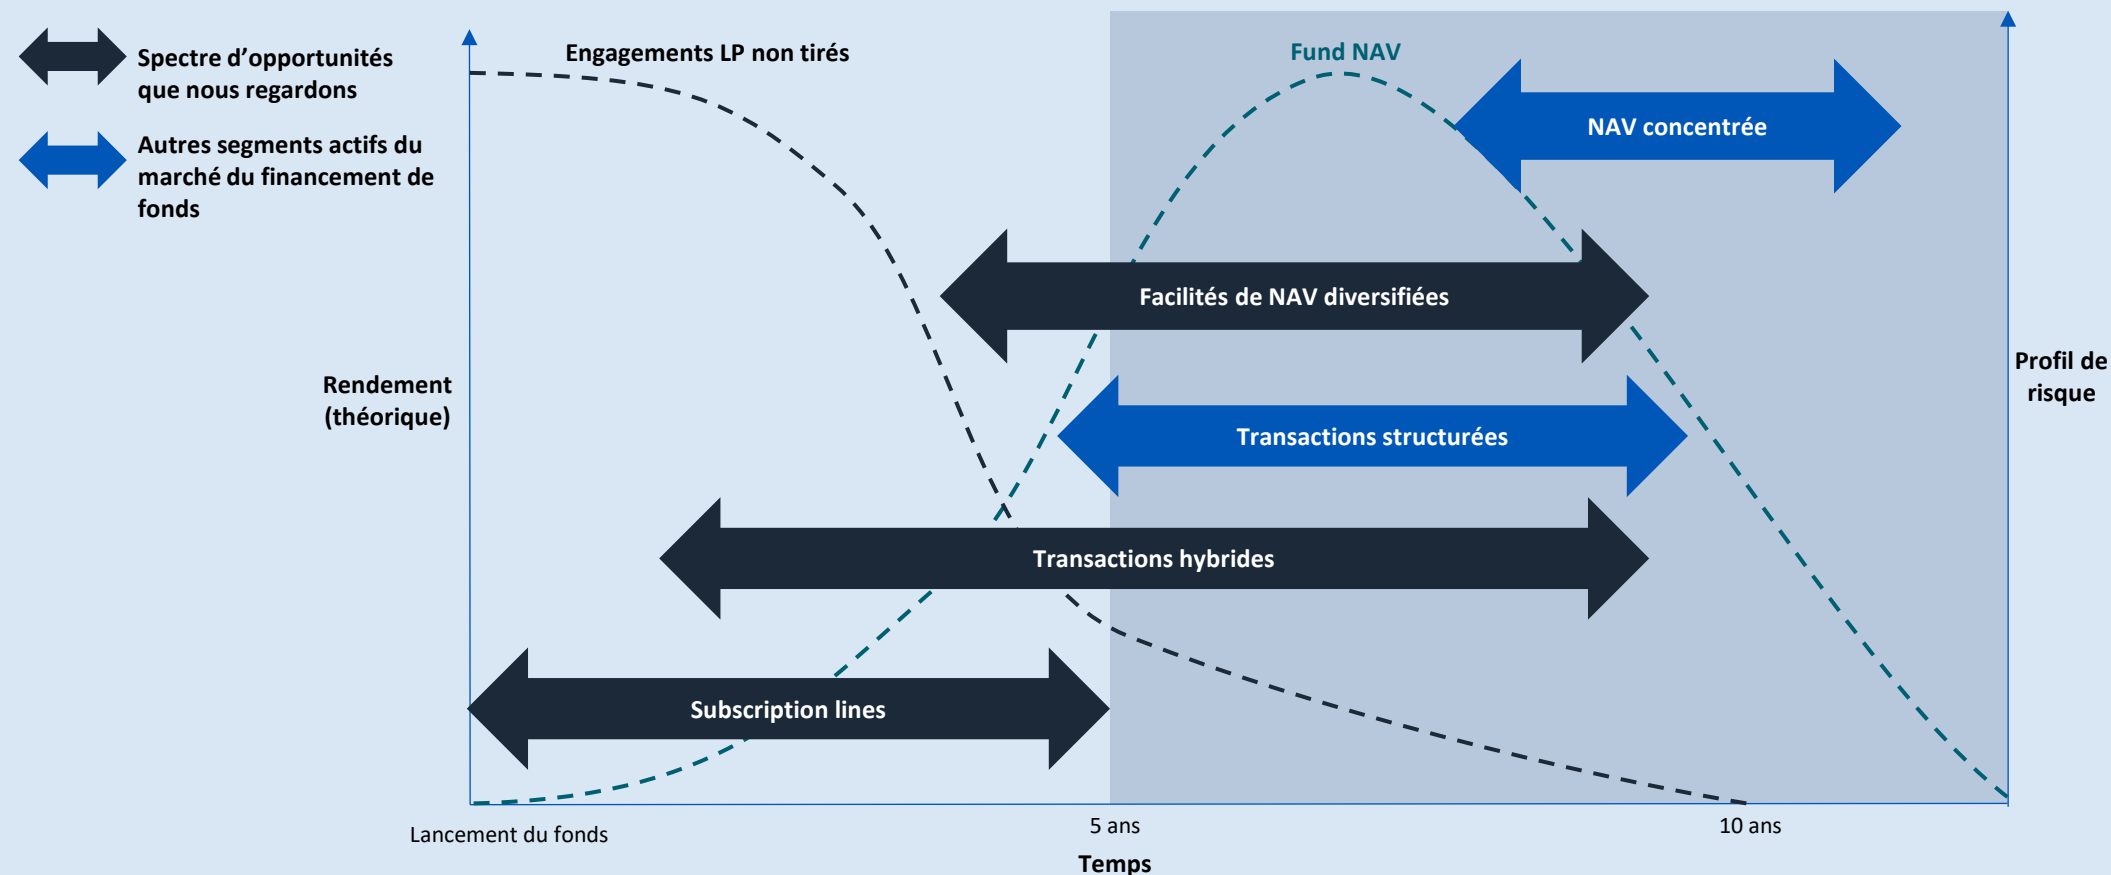 Spectre d’opportunités
que nous regardons
Autres segments actifs du
marché du financement de
fonds
Engagements LP non tirés
Fund NAV
NAV concentrée
Facilités de NAV diversifiées
Rendement
(théorique)
Profil de
risque
Transactions structurées
Transactions hybrides
Subscription lines
Lancement du fonds
5 ans
10 ans
Temps